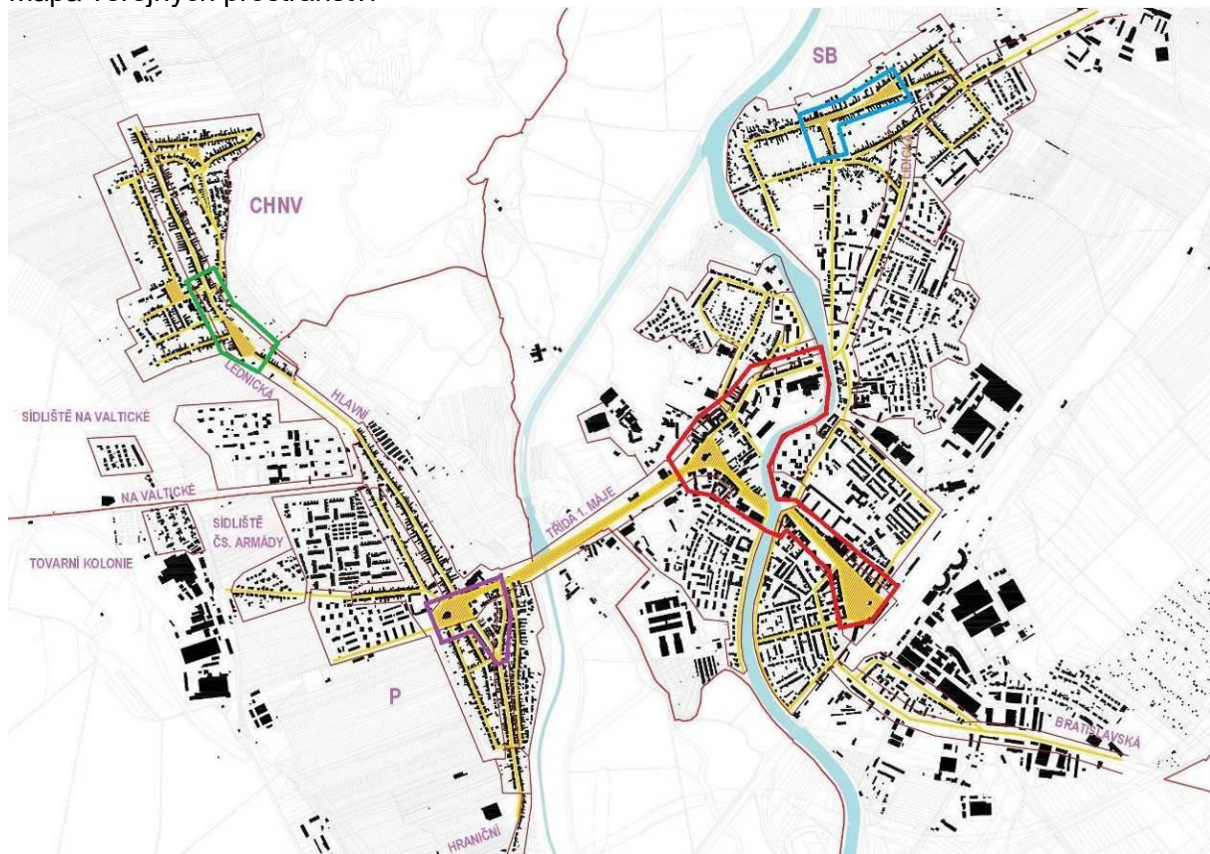 Mapa veřejných prostranství
SB
LIDICKÁ
CHNV
LEDNICKÁ
HLAVNÍ
SÍDLIŠTĚ NA VALTICKÉ
NA VALTICKÉ
SÍDLIŠTĚ
ČS. ARMÁDY
TOVARNÍ KOLONIE
TŘÍDA 1. MÁJE
P
BRATISLAVSKÁ
HRANIČNÍ